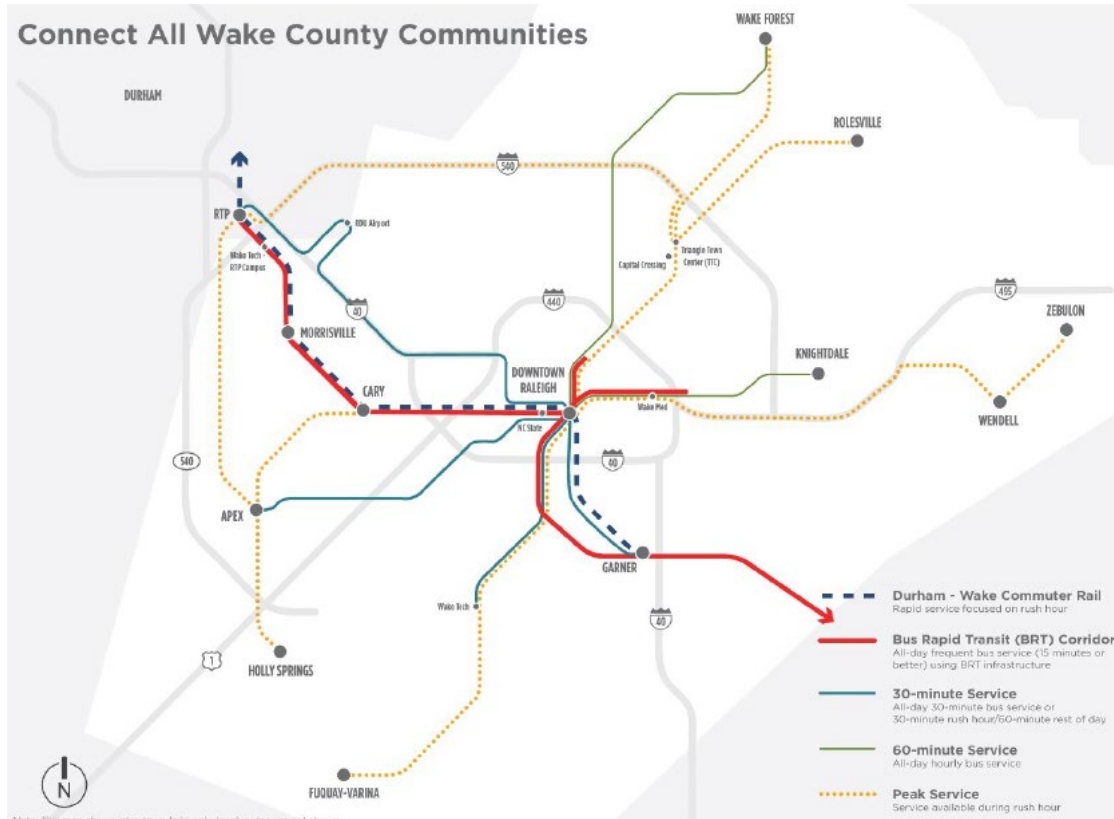 Connect All Wake County Communities
WAKE FOREST
DURHAM
ROLESVILLE
540
RTP
RDU Airport
Wake Tech -
RTP Campus
Triangle Town
Center (TTC)
Capital Crossing
40
440
495
ZEBULON
MORRISVILLE
KNIGHTDALE
DOWNTOWN
RALEIGH
CARY
Wake Med
NC State
WENDELL
540
40
APEX
GARNER
Wake Tech
40
1
HOLLY SPRINGS
FUQUAY-VARINA
N
Durham - Wake Commuter Rail
Rapid service focused on rush hour
Bus Rapid Transit (BRT) Corridor
All-day frequent bus service (15 minutes or
better) using BRT infrastructure
30-minute Service
All-day 30-minute bus service or
30-minute rush hour/60-minute rest of day
60-minute Service
All-day hourly bus service
Peak Service
Service available during rush hour